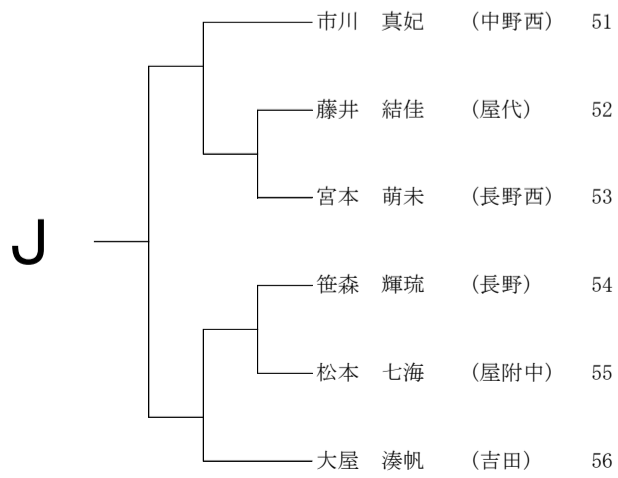 市川 真妃 （中野西） 51
藤井 結佳 （屋代） 52
宮本 萌未 （長野西） 53
J
笹森 輝琉 （長野） 54
松本 七海 （屋附中） 55
大屋 湊帆 （吉田） 56